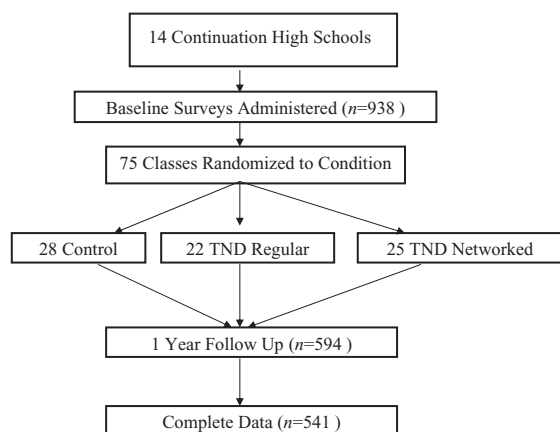 14 Continuation High Schools
Baseline Surveys Administered (n=938 )
75 Classes Randomized to Condition
28 Control
22 TND Regular
25 TND Networked
1 Year Follow Up (n=594 )
Complete Data (n=541 )